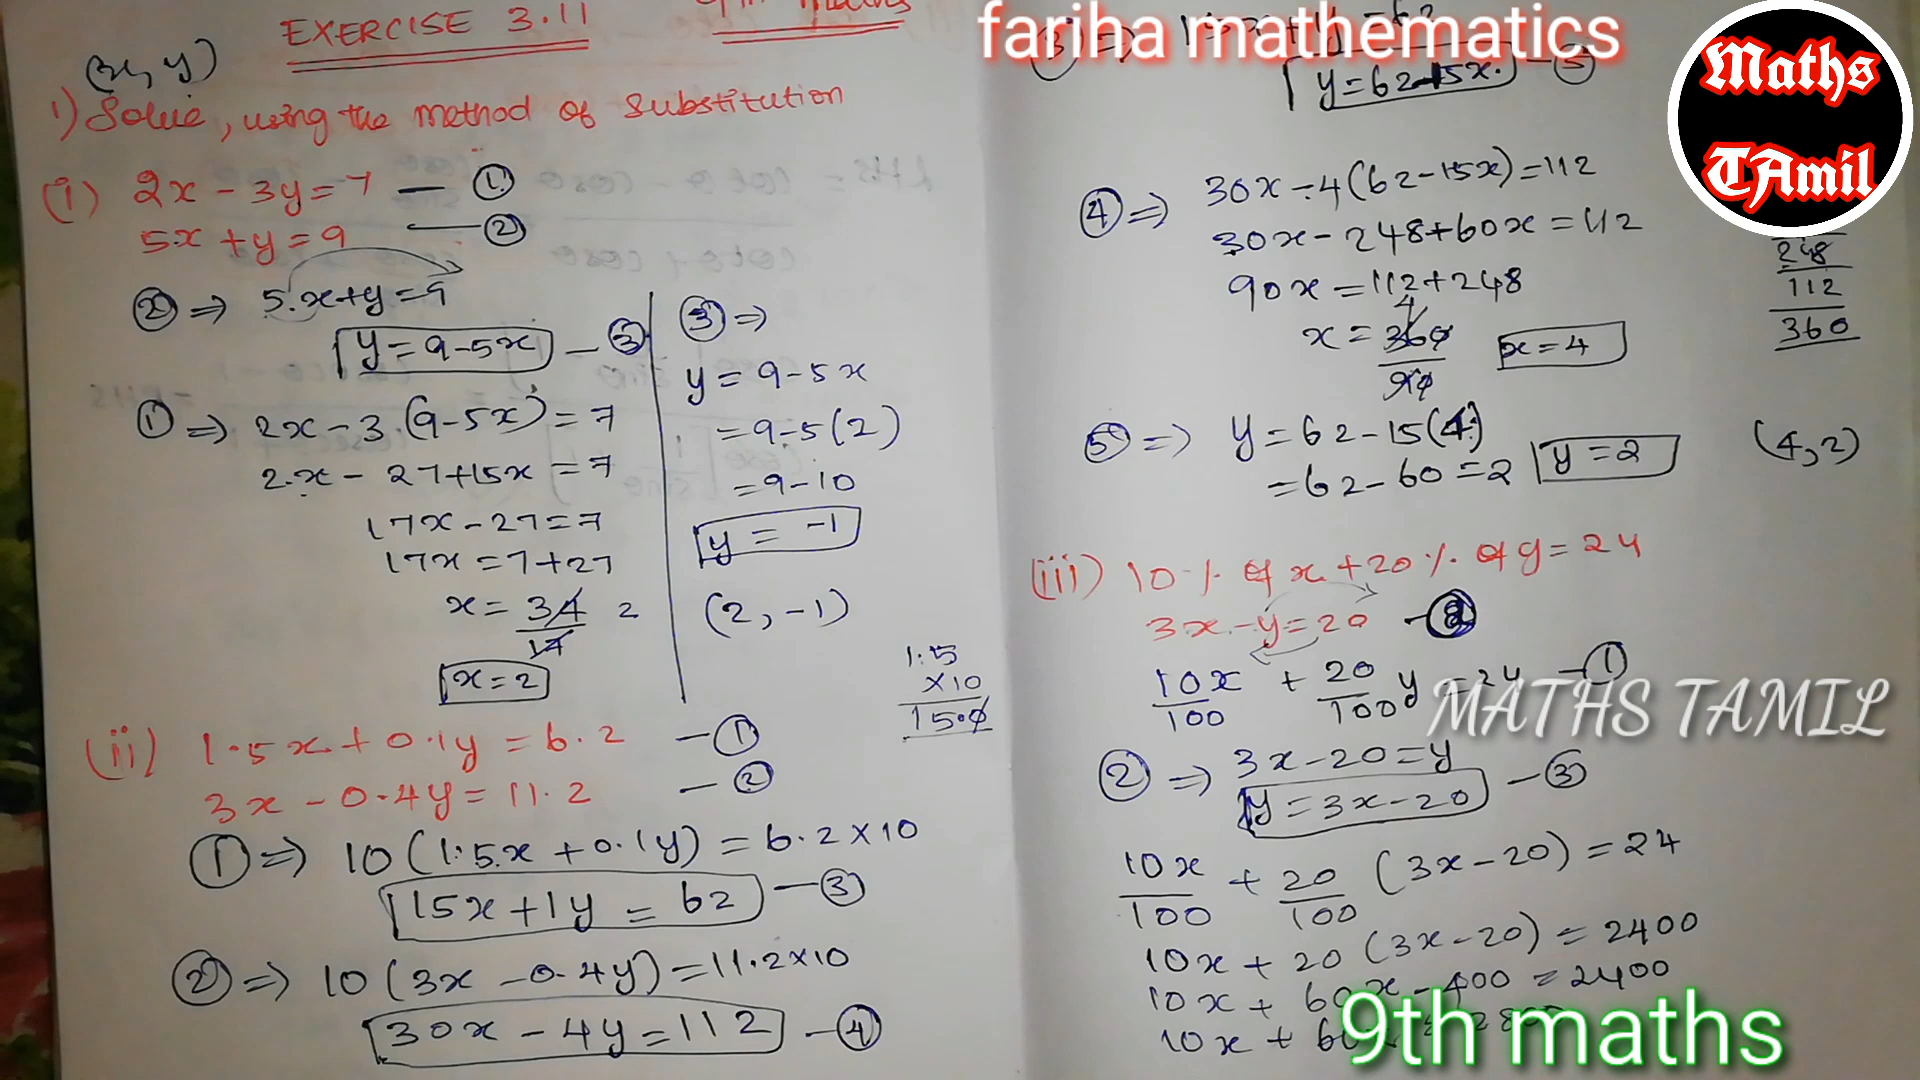 EXERCISE 3.11
9th maths
(x, y)
1) Solve, using the method of Substitution
(i) 2x - 3y = 7 — ①
5x + y = 9 — ②
② ⇒ 5x + y = 9
y = 9 - 5x — ③
① ⇒ 2x - 3 (9 - 5x) = 7
2x - 27 + 15x = 7
17x - 27 = 7
17x = 7 + 27
x = 34/17 2
x = 2
③ ⇒
y = 9 - 5x
= 9 - 5(2)
= 9 - 10
y = -1
(2, -1)
1.5
×10
15.0
(ii) 1.5x + 0.1y = 6.2 — ①
3x - 0.4y = 11.2 — ②
① ⇒ 10 (1.5x + 0.1y) = 6.2 × 10
15x + 1y = 62 — ③
② ⇒ 10 (3x - 0.4y) = 11.2 × 10
30x - 4y = 112 — ④
fariha mathematics
③ ⇒ 15x + y = 62
y = 62 - 15x — ⑤
Maths
TAmil
④ ⇒ 30x - 4(62 - 15x) = 112
30x - 248 + 60x = 112
90x = 112 + 248
x = 360/90 4
x = 4
248
112
360
⑤ ⇒ y = 62 - 15(4)
= 62 - 60 = 2
y = 2
(4, 2)
(iii) 10 % of x + 20 % of y = 24
3x - y = 20 — ②
10x/100 + 20/100 y = 24 — ①
MATHS TAMIL
② ⇒ 3x - 20 = y
y = 3x - 20 — ③
10x/100 + 20/100 (3x - 20) = 24
10x + 20 (3x - 20) = 2400
10x + 60x - 400 = 2400
10x + 60
9th maths